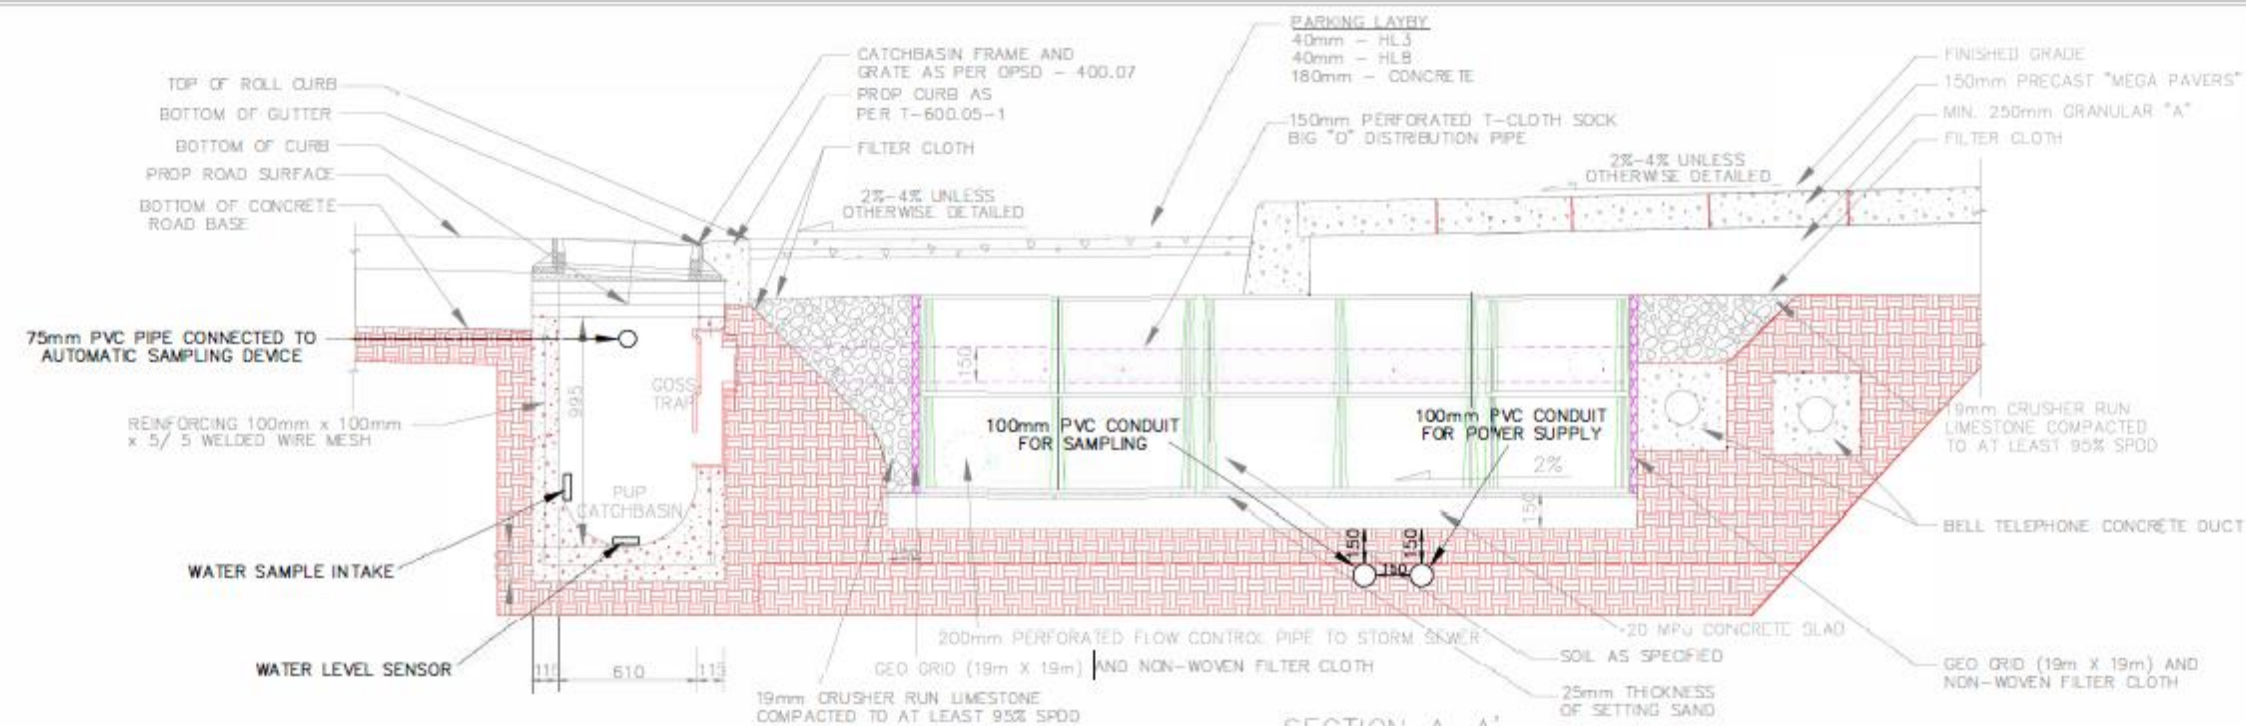 TOP OF ROLL CURB
BOTTOM OF GUTTER
BOTTOM OF CURB
PROP ROAD SURFACE
BOTTOM OF CONCRETE
ROAD BASE
75mm PVC PIPE CONNECTED TO
AUTOMATIC SAMPLING DEVICE
REINFORCING 100mm x 100mm
x 5/ 5 WELDED WIRE MESH
WATER SAMPLE INTAKE
WATER LEVEL SENSOR
CATCHBASIN FRAME AND
GRATE AS PER OPSD - 400.07
PROP CURB AS
PER T-600.05-1
FILTER CLOTH
2%-4% UNLESS
OTHERWISE DETAILED
PARKING LAYBY
40mm - HL3
40mm - HL8
180mm - CONCRETE
150mm PERFORATED T-CLOTH SOCK
BIG "O" DISTRIBUTION PIPE
2%-4% UNLESS
OTHERWISE DETAILED
FINISHED GRADE
150mm PRECAST "MEGA PAVERS"
MIN. 250mm GRANULAR "A"
FILTER CLOTH
995
GOSS
TRAP
PUP
CATCHBASIN
110
610
115
150
100mm PVC CONDUIT
FOR SAMPLING
100mm PVC CONDUIT
FOR POWER SUPPLY
2%
150
150
150
150
19mm CRUSHER RUN
LIMESTONE COMPACTED
TO AT LEAST 95% SPDD
BELL TELEPHONE CONCRETE DUCT
GEO GRID (19m X 19m) AND
NON-WOVEN FILTER CLOTH
200mm PERFORATED FLOW CONTROL PIPE TO STORM SEWER
GEO GRID (19m X 19m) AND NON-WOVEN FILTER CLOTH
19mm CRUSHER RUN LIMESTONE
COMPACTED TO AT LEAST 95% SPDD
20 MPa CONCRETE SLAB
SOIL AS SPECIFIED
25mm THICKNESS
OF SETTING SAND
SECTION A-A'